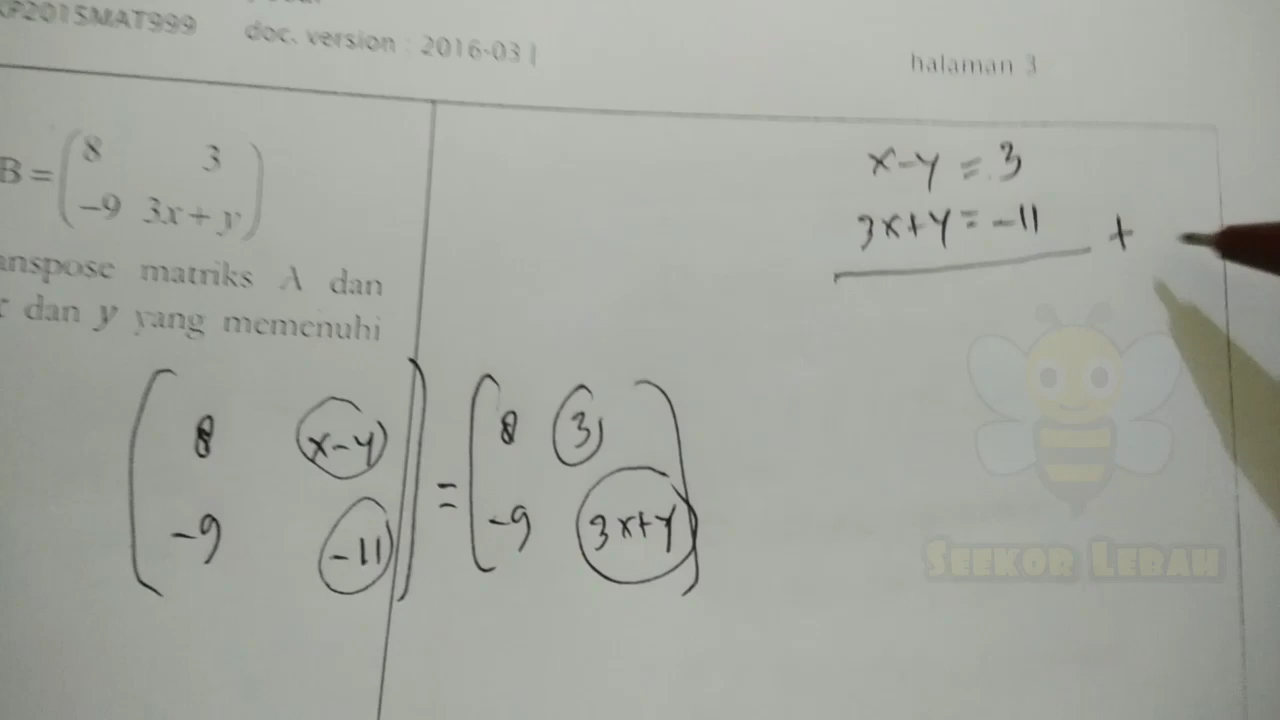 KP2015MAT999 doc. version : 2016-03 | halaman 3
B = ( 8 3
-9 3x + y )
anspose matriks A dan
dan y yang memenuhi
x-y = 3
3x+y = -11 +
( 8 x-y ) = ( 8 3
-9 -11 ) -9 3x+y )
SEEKOR LEBAH